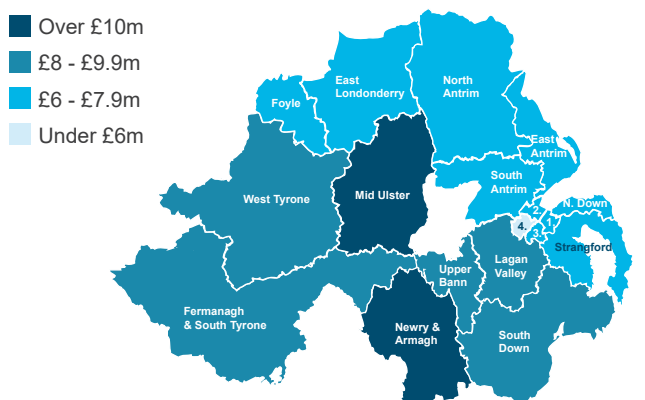 Over £10m
£8 - £9.9m
£6 - £7.9m
Under £6m
East
Londonderry
North
Antrim
Foyle
East
Antrim
South
Antrim
West Tyrone
Mid Ulster
N. Down
2.
1.
4.
3.
Strangford
Lagan
Valley
Upper
Bann
Fermanagh
& South Tyrone
Newry &
Armagh
South
Down